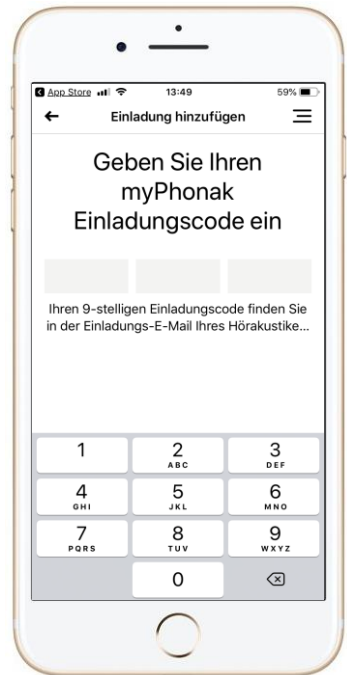 App Store 13:49 59%
Einladung hinzufügen
Geben Sie Ihren
myPhonak
Einladungscode ein
Ihren 9-stelligen Einladungscode finden Sie
in der Einladungs-E-Mail Ihres Hörakustike...
1 2 3
ABC DEF
4 5 6
GHI JKL MNO
7 8 9
PQRS TUV WXYZ
0